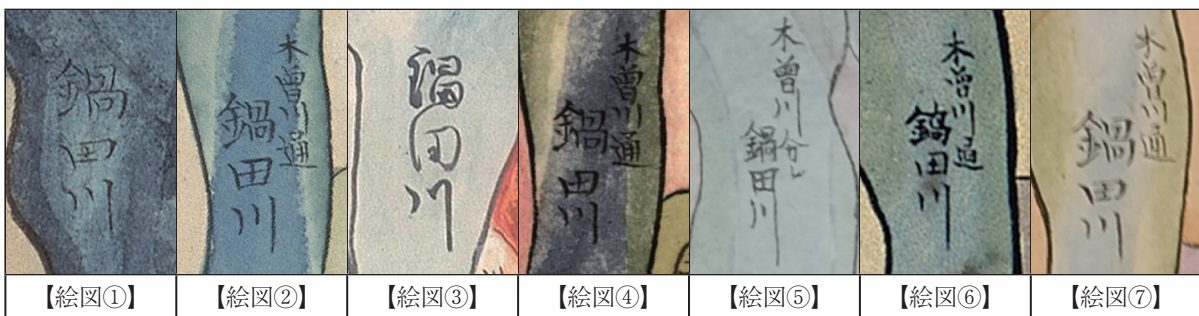 鍋田川
木曽川通
鍋田川
渦田川
木曽川通
鍋田川
木曽川分レ
鍋田川
木曽川通
鍋田川
木曽川通
鍋田川
【絵図①】
【絵図②】
【絵図③】
【絵図④】
【絵図⑤】
【絵図⑥】
【絵図⑦】